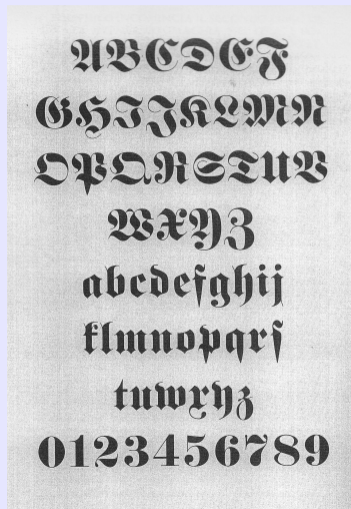 ABCDEF
GHIJKLMN
OPQRSTUV
WXYZ
abcdefghij
klmnopqrſ
tuwxyz
0123456789